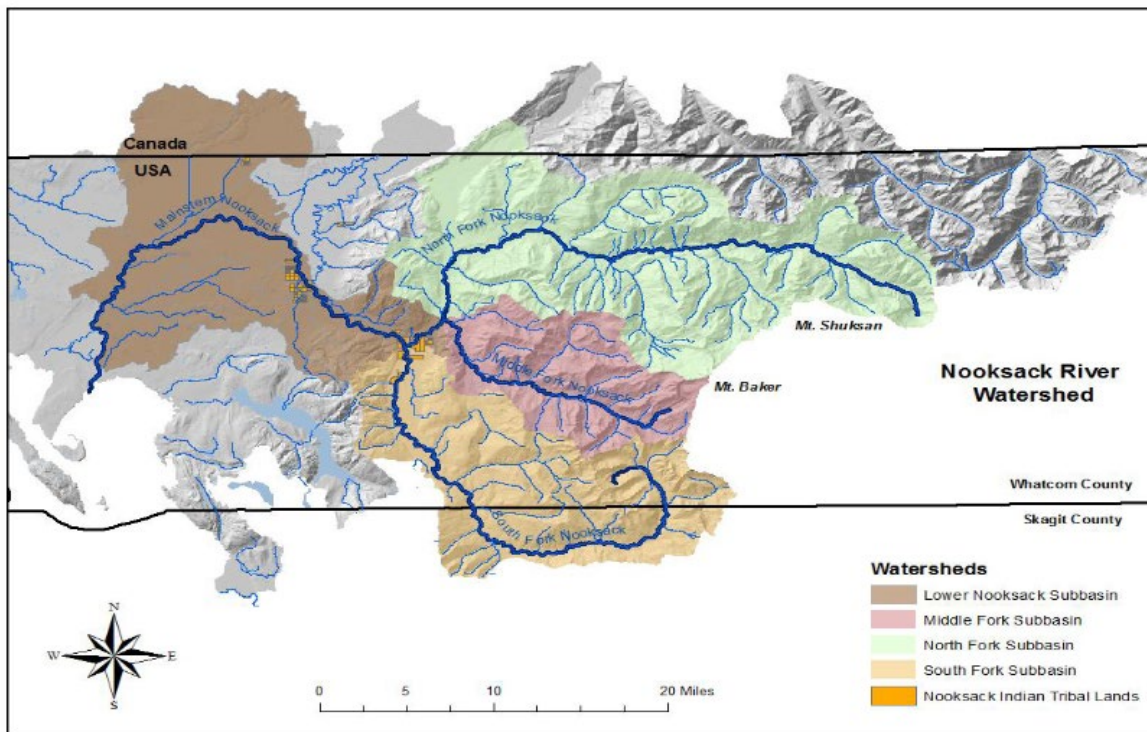 Canada
USA
Mainstem Nooksack
North Fork Nooksack
Mt. Shuksan
Middle Fork Nooksack
Mt. Baker
Nooksack River
Watershed
Whatcom County
South Fork Nooksack
Skagit County
Watersheds
Lower Nooksack Subbasin
Middle Fork Subbasin
North Fork Subbasin
South Fork Subbasin
Nooksack Indian Tribal Lands
N
W E
S
0 5 10 20 Miles